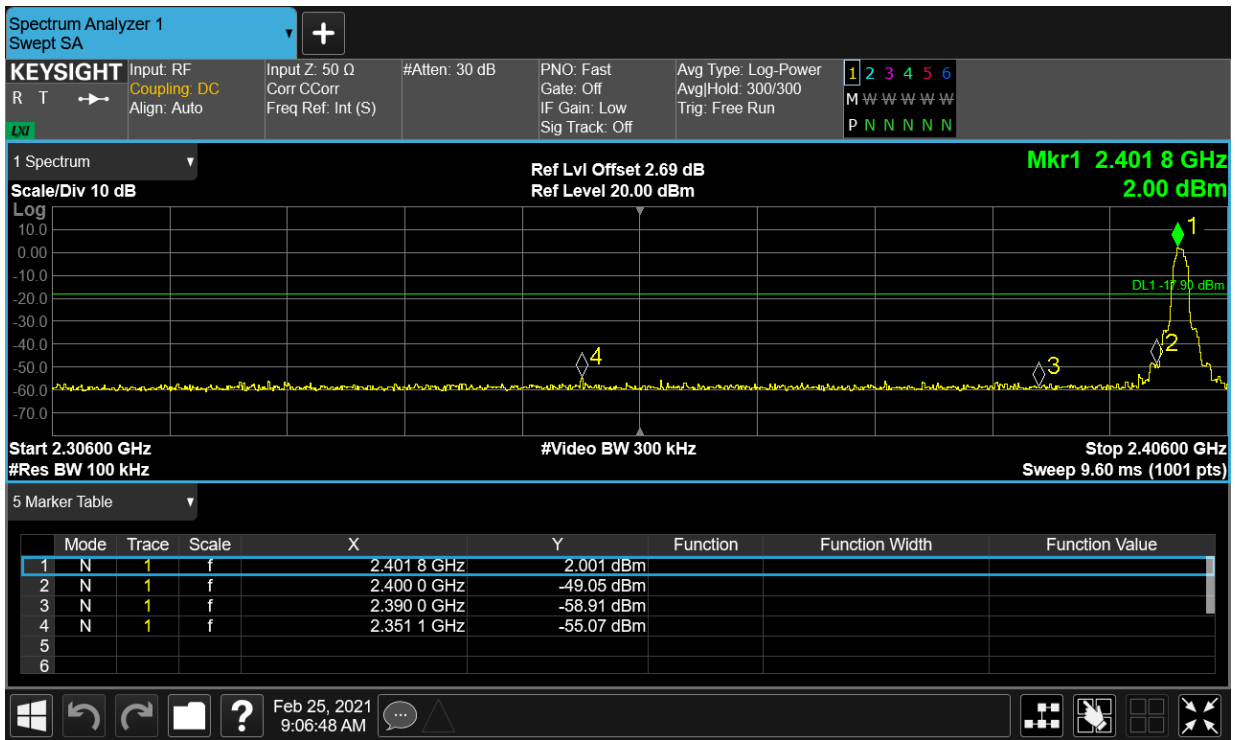 Spectrum Analyzer 1
Swept SA
+
KEYSIGHT
R T
LXI
Input: RF
Coupling: DC
Align: Auto
Input Z: 50 Ω
Corr CCorr
Freq Ref: Int (S)
#Atten: 30 dB
PNO: Fast
Gate: Off
IF Gain: Low
Sig Track: Off
Avg Type: Log-Power
Avg|Hold: 300/300
Trig: Free Run
1 2 3 4 5 6
M W W W W W
P N N N N N
1 Spectrum
Scale/Div 10 dB
Ref Lvl Offset 2.69 dB
Ref Level 20.00 dBm
Mkr1 2.401 8 GHz
2.00 dBm
Log
10.0
0.00
-10.0
-20.0
-30.0
-40.0
-50.0
-60.0
-70.0
1
DL1 -17.90 dBm
2
3
4
Start 2.30600 GHz
#Res BW 100 kHz
#Video BW 300 kHz
Stop 2.40600 GHz
Sweep 9.60 ms (1001 pts)
5 Marker Table
Mode Trace Scale X Y Function Function Width Function Value
1 N 1 f 2.401 8 GHz 2.001 dBm
2 N 1 f 2.400 0 GHz -49.05 dBm
3 N 1 f 2.390 0 GHz -58.91 dBm
4 N 1 f 2.351 1 GHz -55.07 dBm
5
6
?
Feb 25, 2021
9:06:48 AM